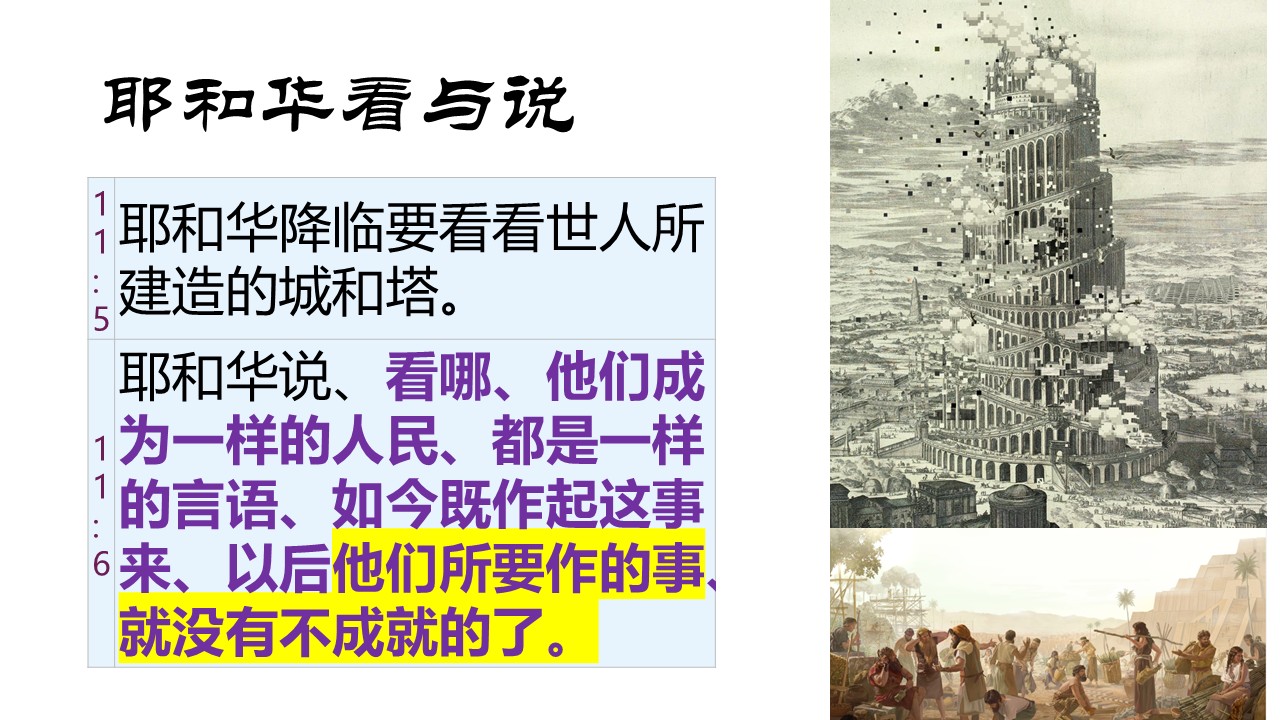 耶和华看与说
11:5
耶和华降临要看看世人所
建造的城和塔。
11:6
耶和华说、看哪、他们成
为一样的人民、都是一样
的言语、如今既作起这事
来、以后他们所要作的事、
就没有不成就的了。